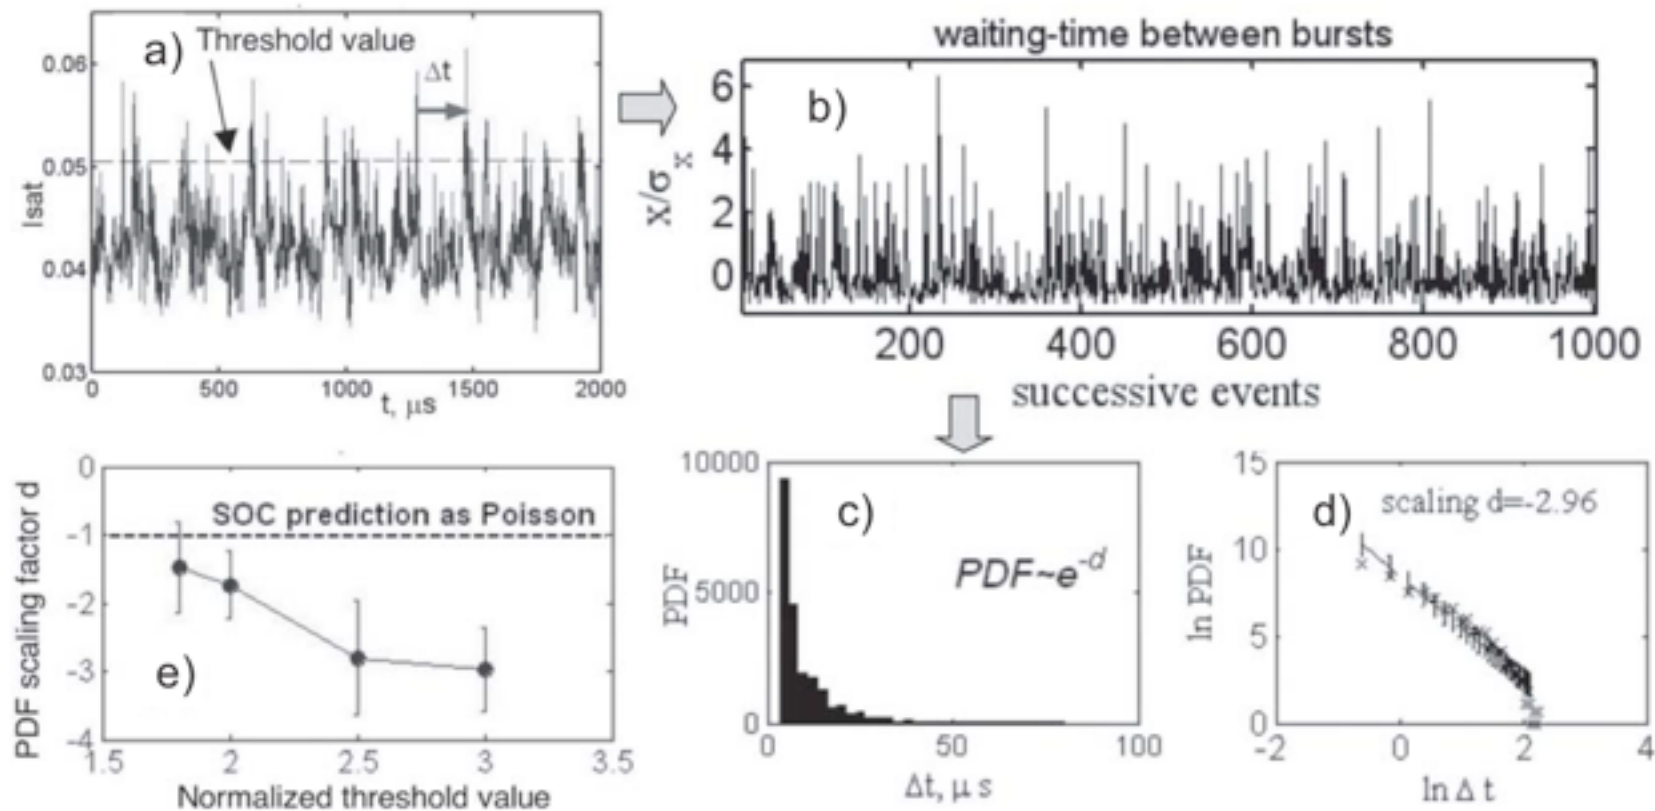 a) Threshold value
Δt
0.06
0.05
0.04
0.03
Isat
0 500 1000 1500 2000
t, μs
waiting-time between bursts
b)
6
4
2
0
x/σx
200 400 600 800 1000
successive events
c)
10000
5000
0
PDF
PDF~e-d
0 50 100
Δt, μs
d)
scaling d=-2.96
15
10
5
0
ln PDF
-2 0 2 4
ln Δ t
0
-1
-2
-3
-4
PDF scaling factor d
SOC prediction as Poisson
e)
1.5 2 2.5 3 3.5
Normalized threshold value